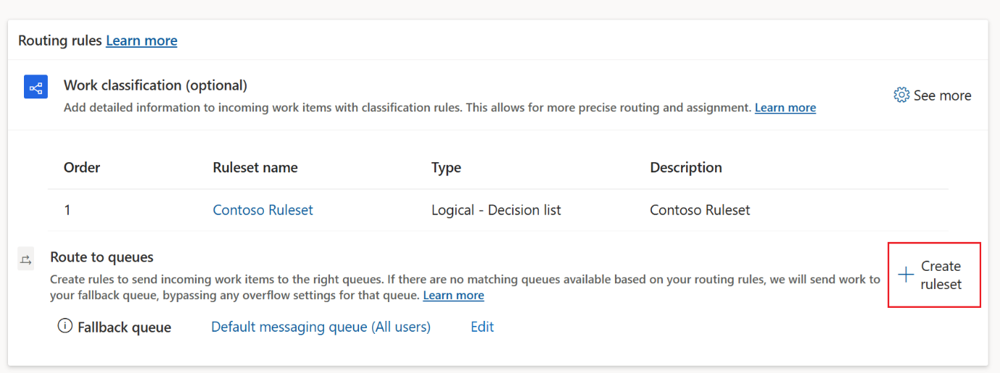 Routing rules Learn more
Work classification (optional)
Add detailed information to incoming work items with classification rules. This allows for more precise routing and assignment. Learn more
See more
Order Ruleset name Type Description
1 Contoso Ruleset Logical - Decision list Contoso Ruleset
Route to queues
Create rules to send incoming work items to the right queues. If there are no matching queues available based on your routing rules, we will send work to
your fallback queue, bypassing any overflow settings for that queue. Learn more
Create
ruleset
Fallback queue Default messaging queue (All users) Edit